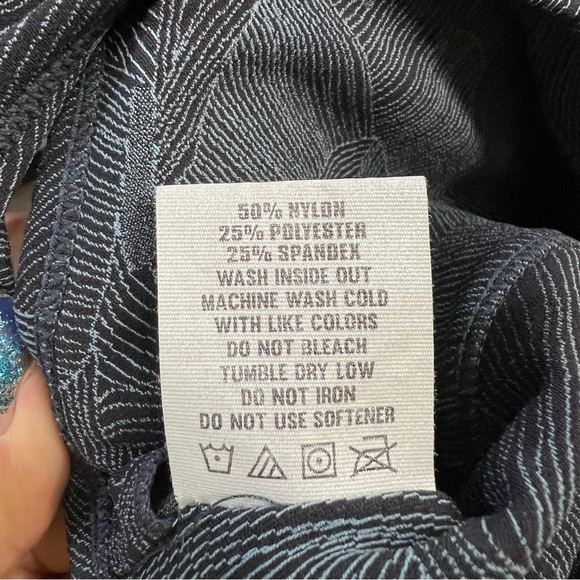 50% NYLON
25% POLYESTER
25% SPANDEX
WASH INSIDE OUT
MACHINE WASH COLD
WITH LIKE COLORS
DO NOT BLEACH
TUMBLE DRY LOW
DO NOT IRON
DO NOT USE SOFTENER